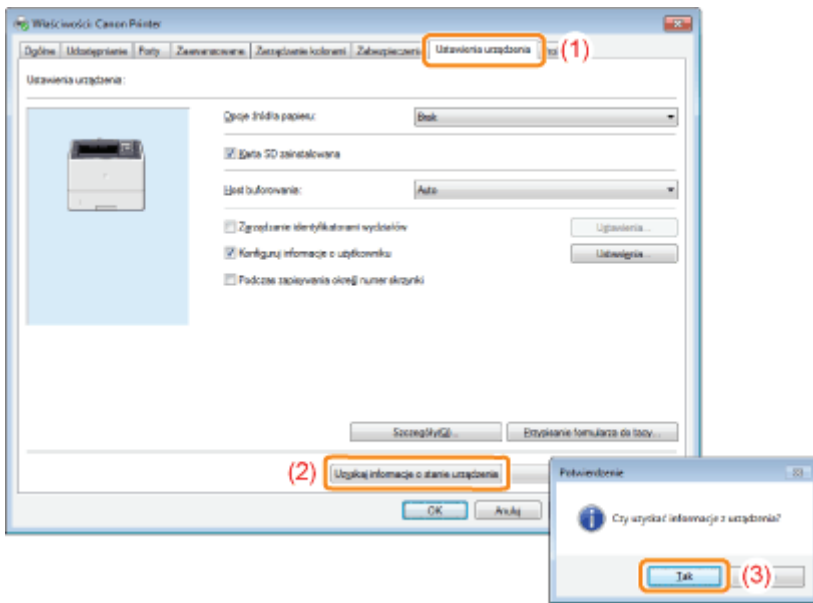 Właściwości: Canon Printer
Ogólne Udostępnianie Porty Zaawansowane Zarządzanie kolorami Zabezpieczenia Ustawienia urządzenia (1)
Ustawienia urządzenia:
Opcje źródła papieru: Brak
Karta SD zainstalowana
Host buforowanie: Auto
Zarządzanie identyfikatorami wydziałów Ustawienia...
Konfiguruj informacje o użytkowniku Ustawienia...
Podczas zapisywania określ numer skrzynki
Szczegóły(Q)... Przypisanie formularza do tacy...
(2) Uzyskaj informacje o stanie urządzenia
OK Anuluj
Potwierdzenie
Czy uzyskać informacje z urządzenia?
Tak (3)